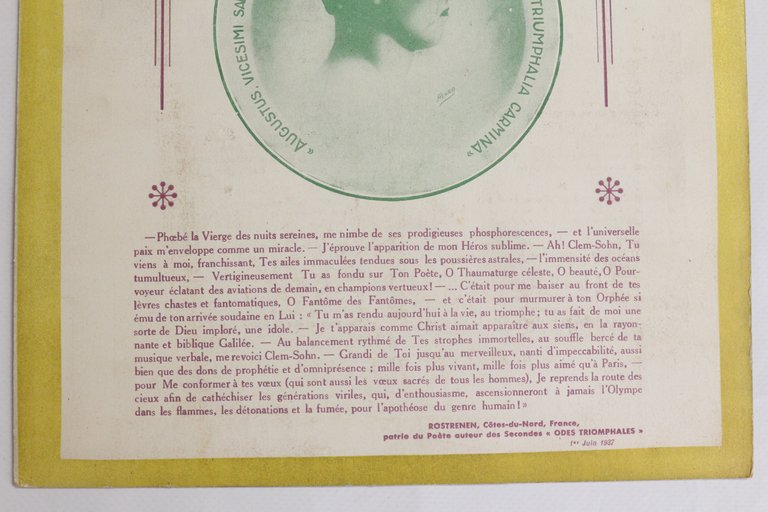 « AUGUSTUS. VICESIMI SA
TRIUMPHALIA CARMINA »
—Phœbé la Vierge des nuits sereines, me nimbe de ses prodigieuses phosphorescences, — et l'universelle
paix m'enveloppe comme un miracle. — J'éprouve l'apparition de mon Héros sublime. — Ah! Clem-Sohn, Tu
viens à moi, franchissant, Tes ailes immaculées tendues sous les poussières astrales, — l'immensité des océans
tumultueux, — Vertigineusement Tu as fondu sur Ton Poète, O Thaumaturge céleste, O beauté, O Pour-
voyeur éclatant des aviations de demain, en champions vertueux! — ... C'était pour me baiser au front de tes
lèvres chastes et fantomatiques, O Fantôme des Fantômes, — et c'était pour murmurer à ton Orphée si
ému de ton arrivée soudaine en Lui : « Tu m'as rendu aujourd'hui à la vie, au triomphe; tu as fait de moi une
sorte de Dieu imploré, une idole. — Je t'apparais comme Christ aimait apparaître aux siens, en la rayon-
nante et biblique Galilée. — Au balancement rythmé de Tes strophes immortelles, au souffle bercé de ta
musique verbale, me revoici Clem-Sohn. — Grandi de Toi jusqu'au merveilleux, nanti d'impeccabilité, aussi
bien que des dons de prophétie et d'omniprésence ; mille fois plus vivant, mille fois plus aimé qu'à Paris, —
pour Me conformer à tes vœux (qui sont aussi les vœux sacrés de tous les hommes), Je reprends la route des
cieux afin de cathéchiser les générations viriles, qui, d'enthousiasme, ascensionneront à jamais l'Olympe
dans les flammes, les détonations et la fumée, pour l'apothéose du genre humain! »
ROSTRENEN, Côtes-du-Nord, France,
patrie du Poète auteur des Secondes « ODES TRIOMPHALES »
1er Juin 1937